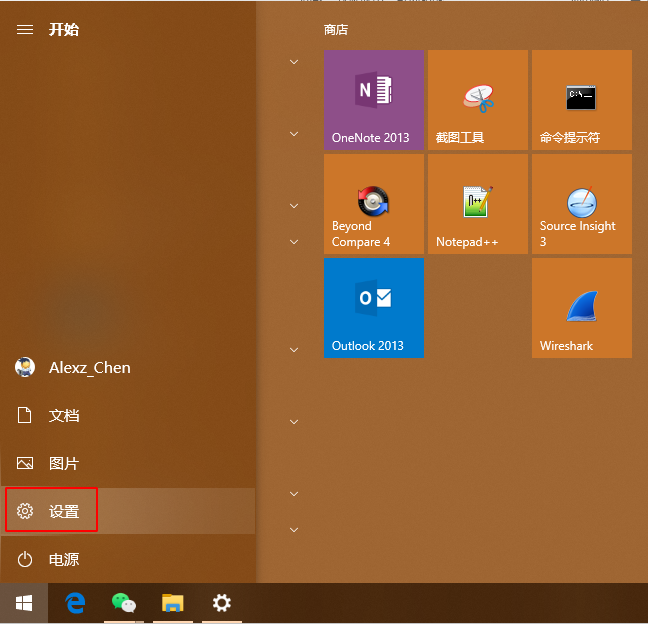 开始
Alexz_Chen
文档
图片
设置
电源
商店
OneNote 2013
截图工具
命令提示符
Beyond
Compare 4
Notepad++
Source Insight
3
Outlook 2013
Wireshark